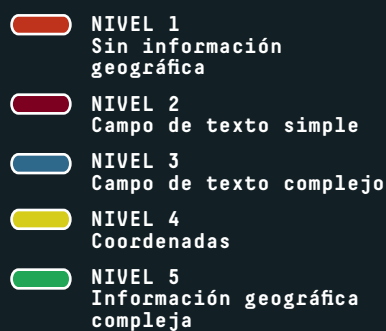 NIVEL 1
Sin información
geográfica
NIVEL 2
Campo de texto simple
NIVEL 3
Campo de texto complejo
NIVEL 4
Coordenadas
NIVEL 5
Información geográfica
compleja